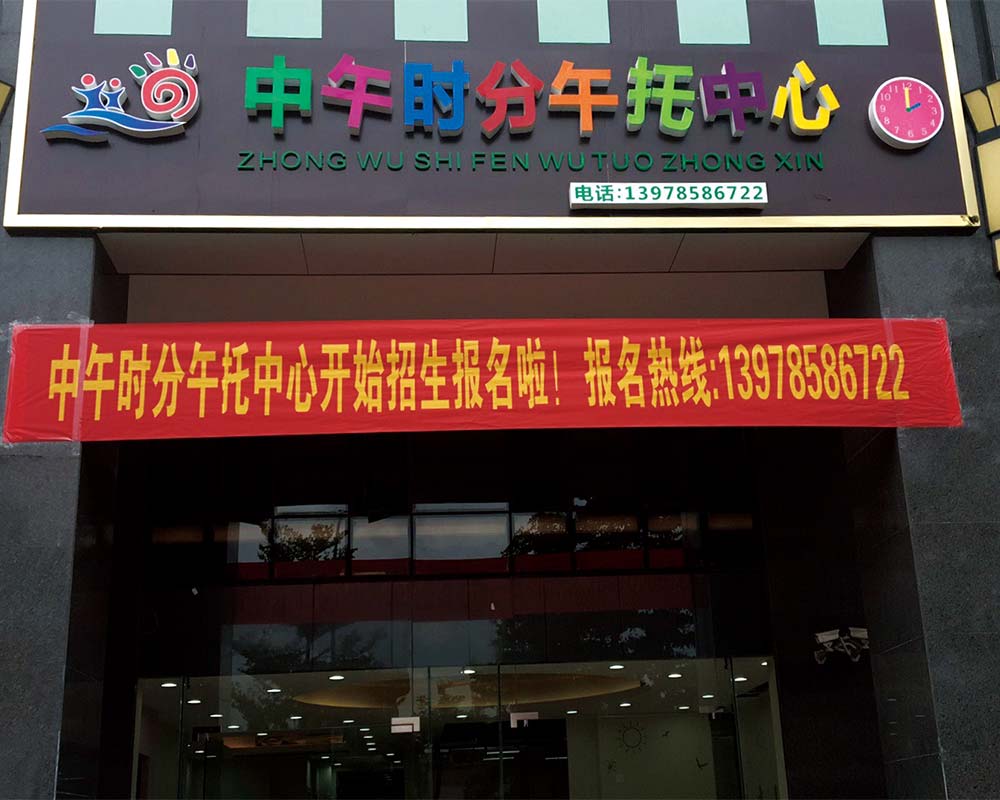 中午时分午托中心
ZHONG WU SHI FEN WU TUO ZHONG XIN
电话:13978586722
中午时分午托中心开始招生报名啦！ 报名热线:13978586722